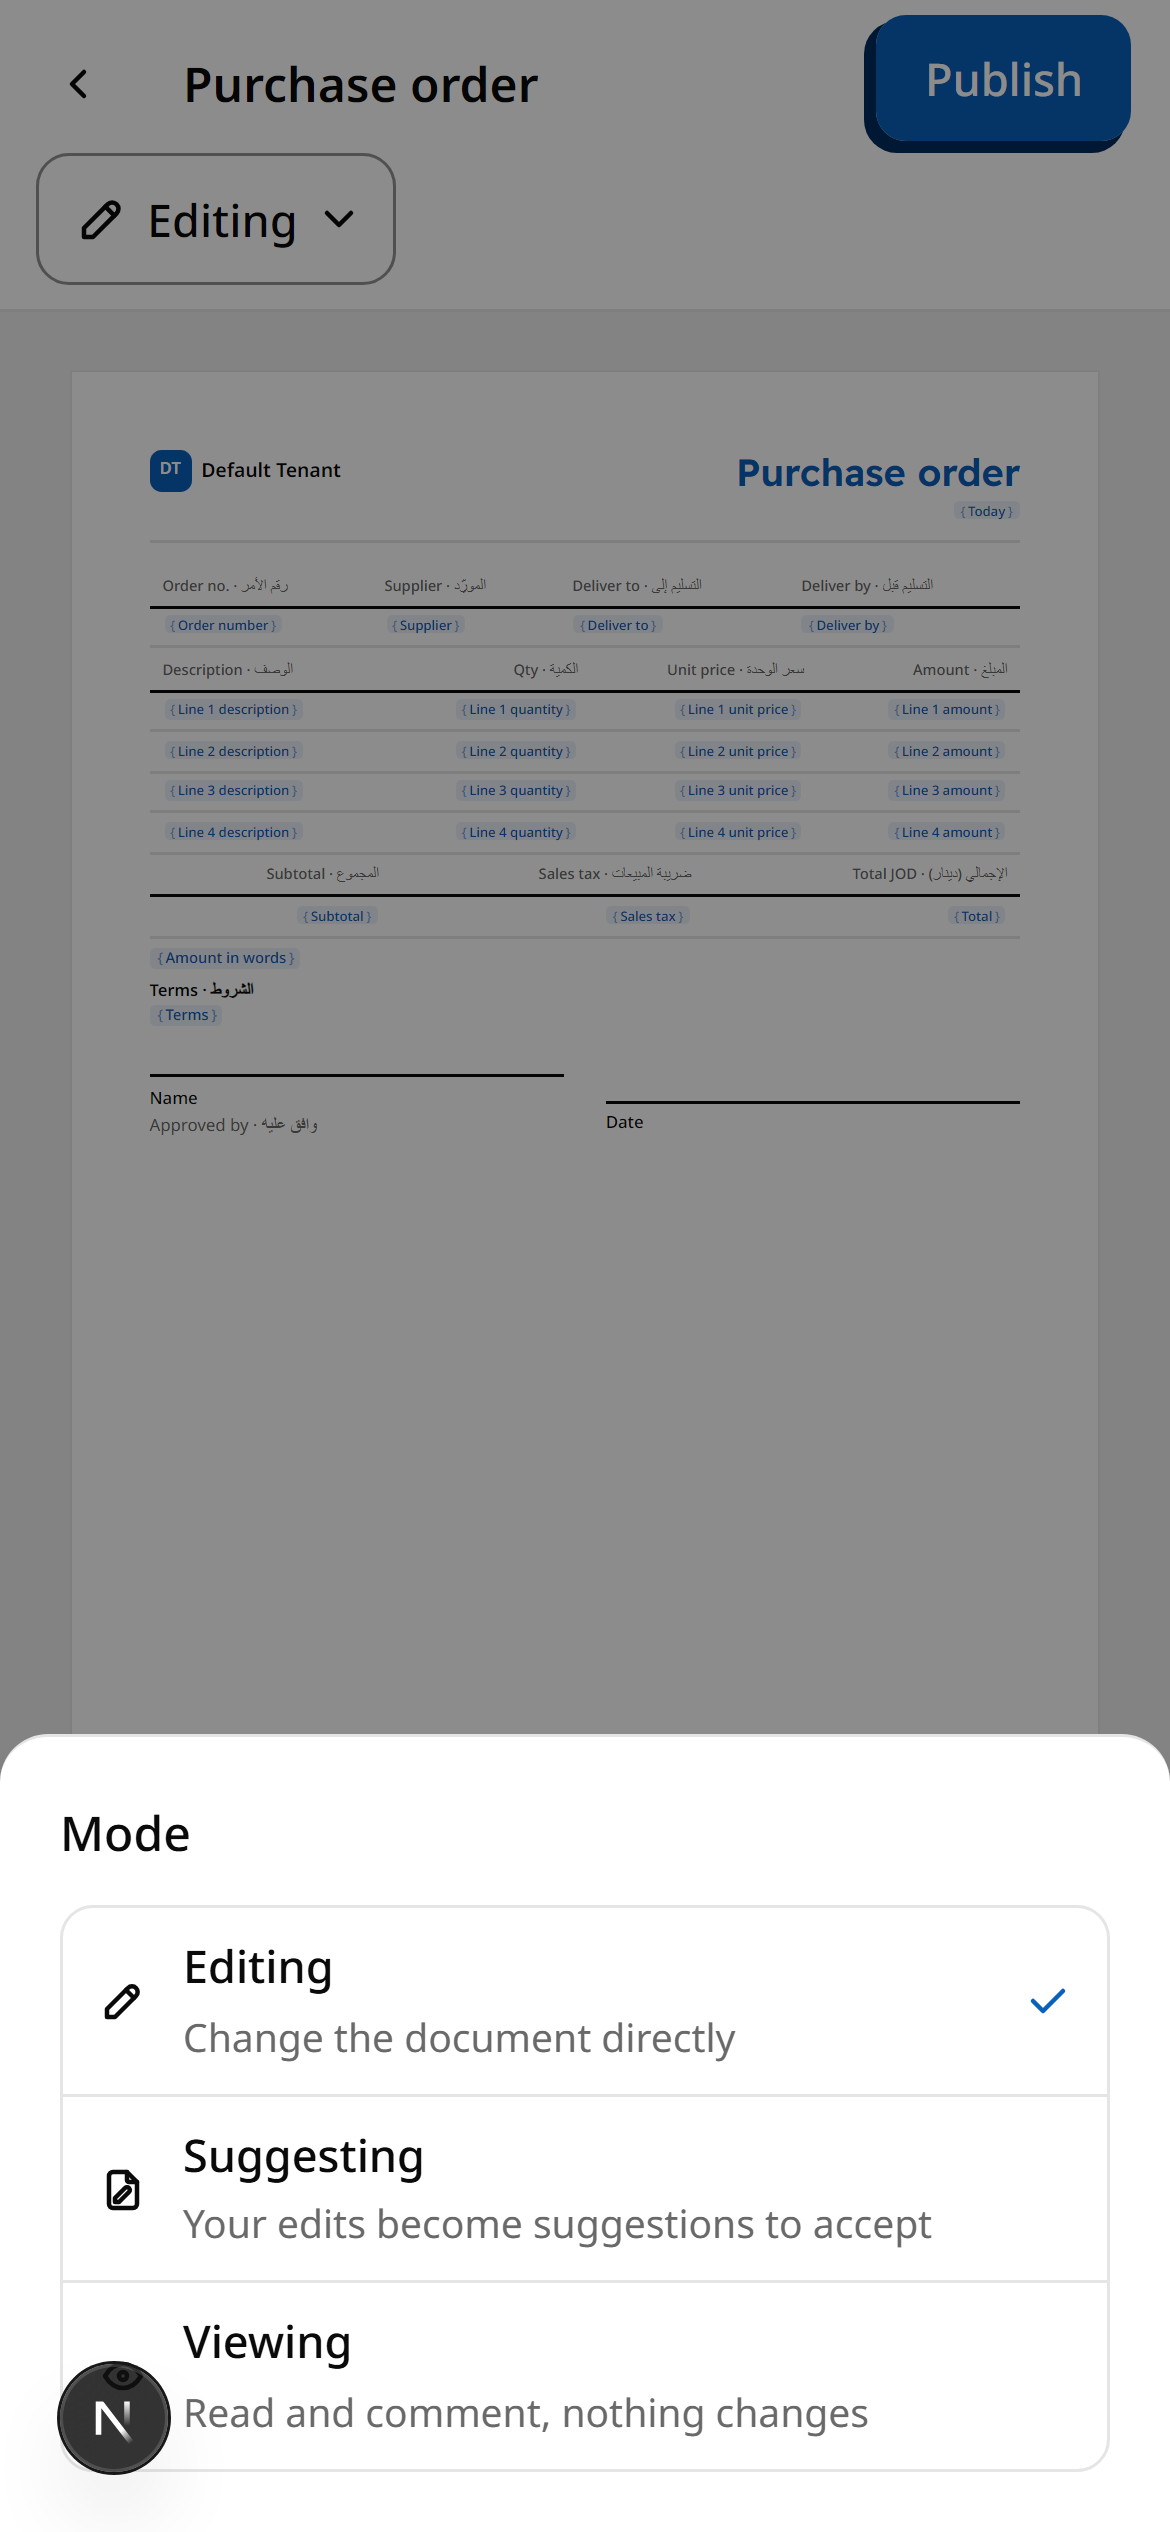 Purchase order
Publish
Editing
DT Default Tenant
Purchase order
{ Today }
Order no. · رقم الأمر
Supplier · المورّد
Deliver to · التسليم إلى
Deliver by · التسليم قبل
{ Order number }
{ Supplier }
{ Deliver to }
{ Deliver by }
Description · الوصف
Qty · الكمية
Unit price · سعر الوحدة
Amount · المبلغ
{ Line 1 description }
{ Line 1 quantity }
{ Line 1 unit price }
{ Line 1 amount }
{ Line 2 description }
{ Line 2 quantity }
{ Line 2 unit price }
{ Line 2 amount }
{ Line 3 description }
{ Line 3 quantity }
{ Line 3 unit price }
{ Line 3 amount }
{ Line 4 description }
{ Line 4 quantity }
{ Line 4 unit price }
{ Line 4 amount }
Subtotal · المجموع
Sales tax · ضريبة المبيعات
Total JOD · الإجمالي (دينار)
{ Subtotal }
{ Sales tax }
{ Total }
{ Amount in words }
Terms · الشروط
{ Terms }
Name
Approved by · وافق عليه
Date
Mode
Editing
Change the document directly
Suggesting
Your edits become suggestions to accept
Viewing
Read and comment, nothing changes
N